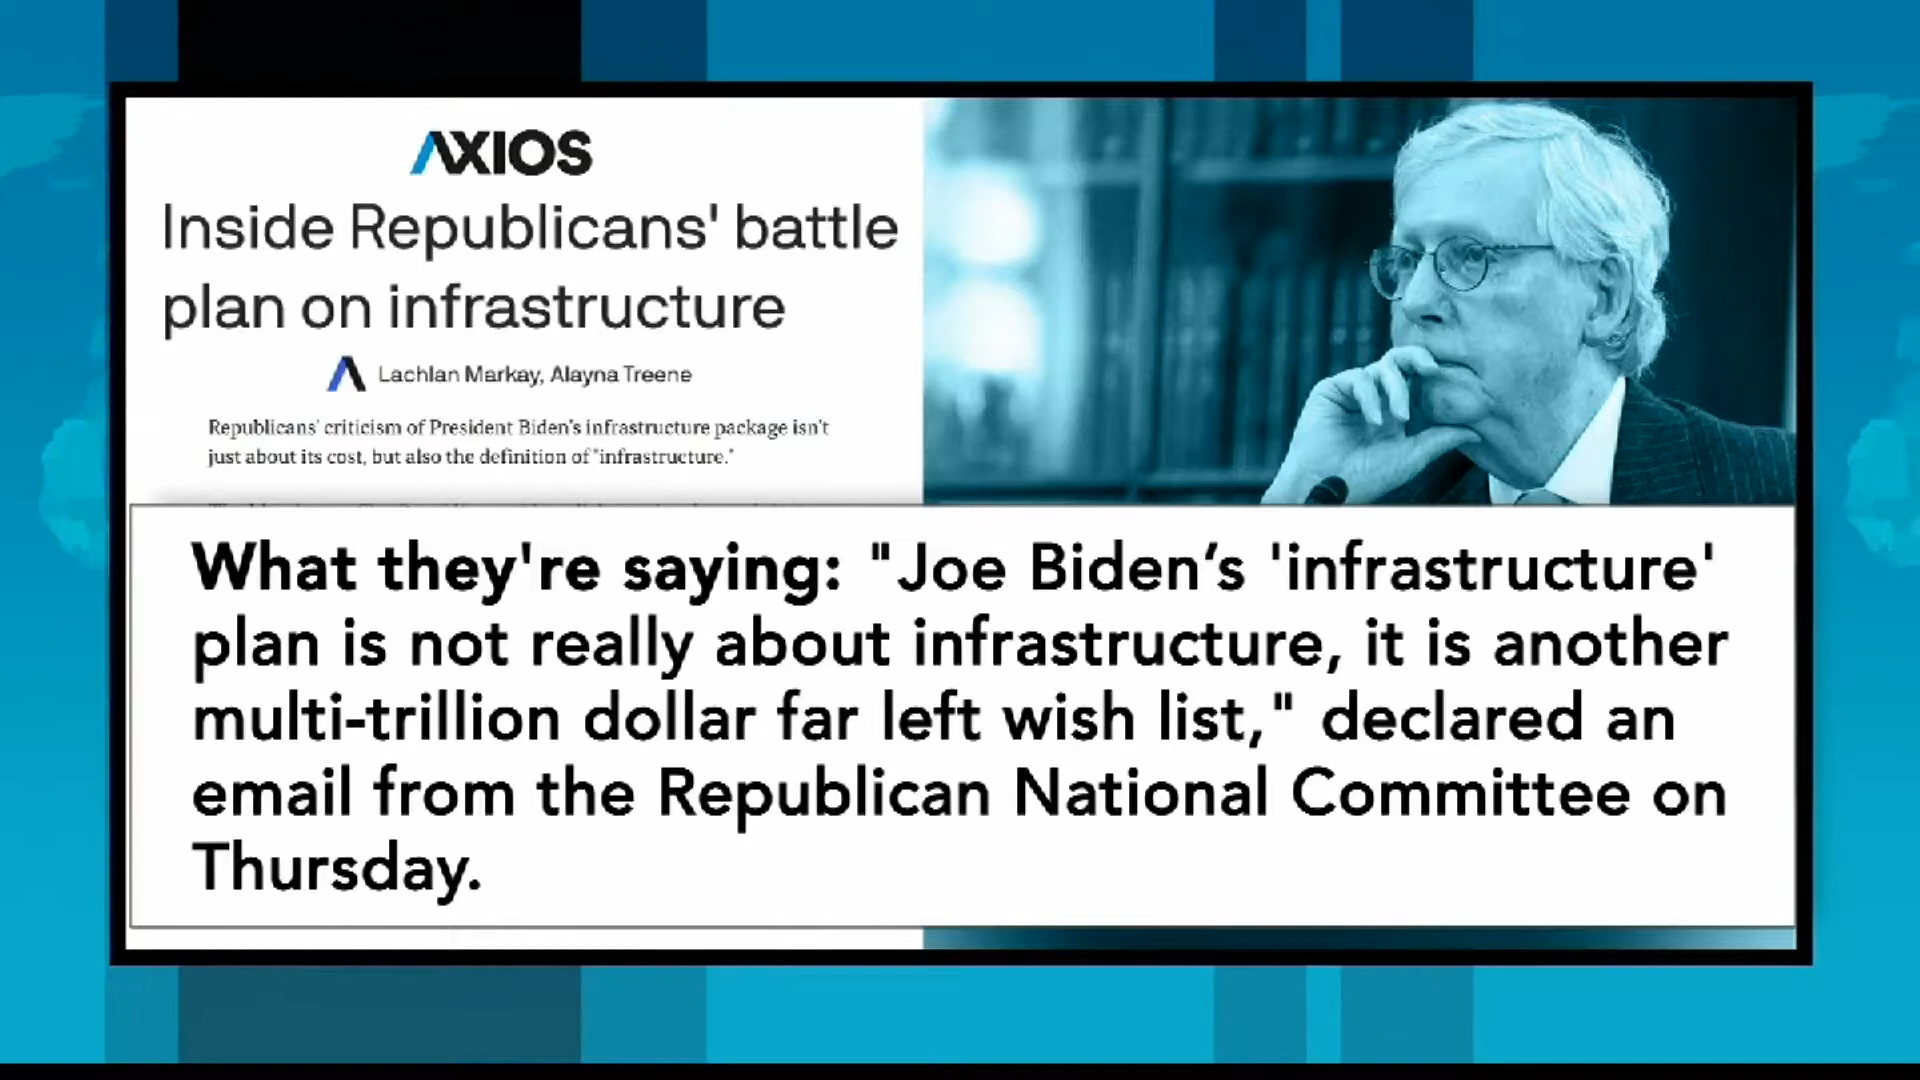 AXIOS
Inside Republicans' battle
plan on infrastructure
Lachlan Markay, Alayna Treene
Republicans' criticism of President Biden's infrastructure package isn't
just about its cost, but also the definition of "infrastructure."
What they're saying: "Joe Biden’s 'infrastructure'
plan is not really about infrastructure, it is another
multi-trillion dollar far left wish list," declared an
email from the Republican National Committee on
Thursday.